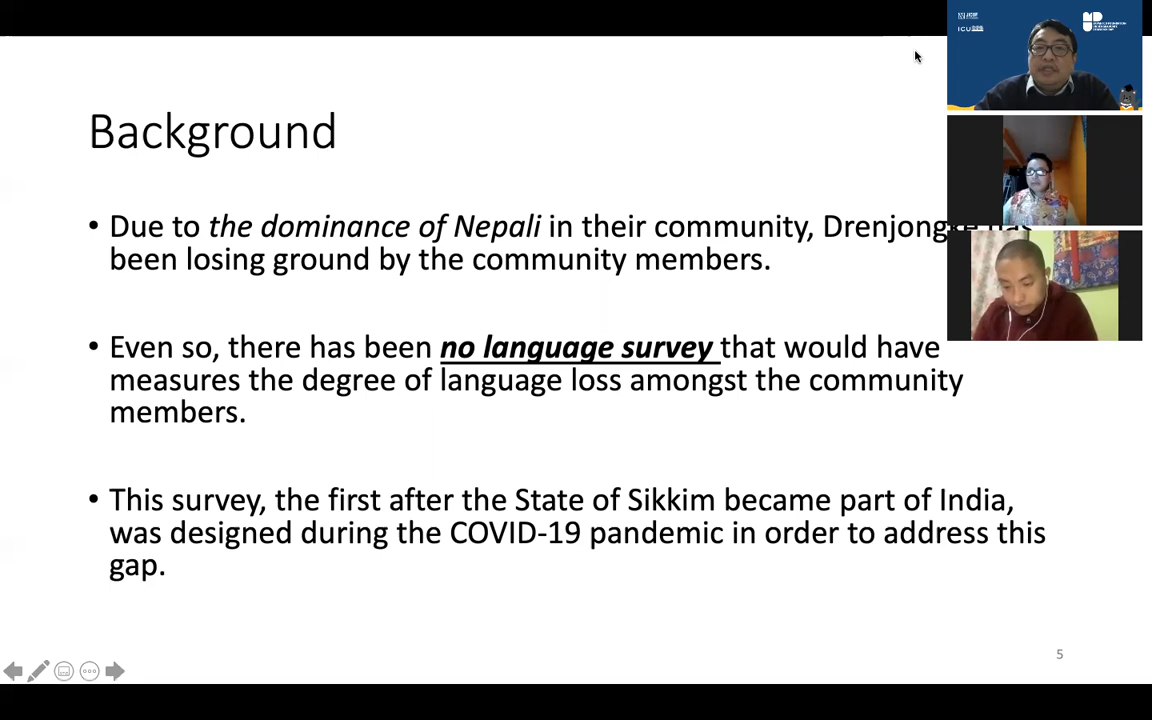 Background
• Due to the dominance of Nepali in their community, Drenjongke has
been losing ground by the community members.
• Even so, there has been no language survey that would have
measures the degree of language loss amongst the community
members.
• This survey, the first after the State of Sikkim became part of India,
was designed during the COVID-19 pandemic in order to address this
gap.
5
ICU